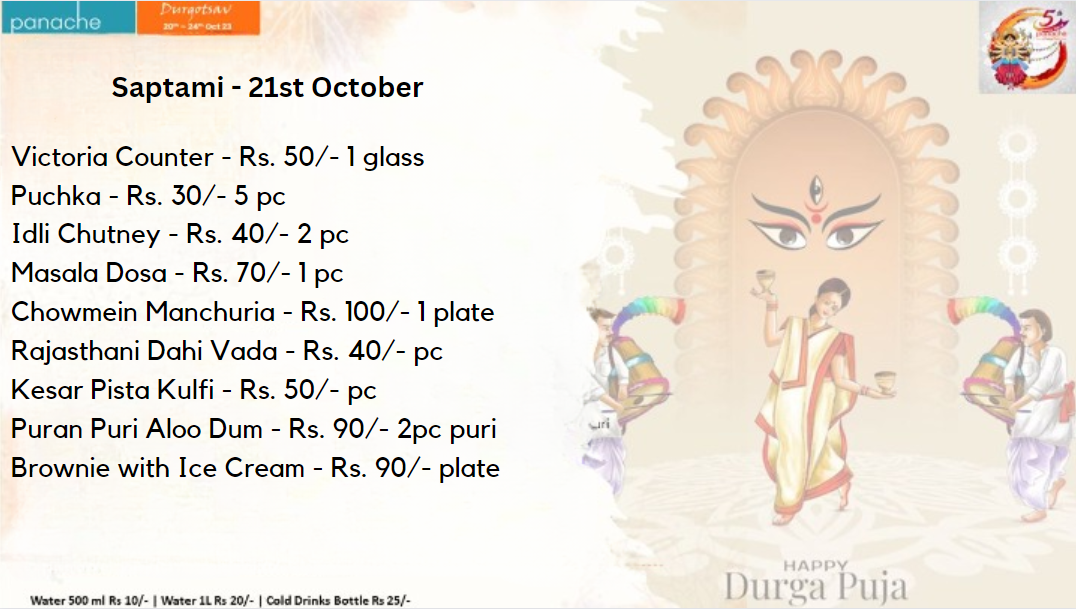 panache
Durgotsav
20th - 24th Oct 23
5th
panache
Saptami - 21st October
Victoria Counter - Rs. 50/- 1 glass
Puchka - Rs. 30/- 5 pc
Idli Chutney - Rs. 40/- 2 pc
Masala Dosa - Rs. 70/- 1 pc
Chowmein Manchuria - Rs. 100/- 1 plate
Rajasthani Dahi Vada - Rs. 40/- pc
Kesar Pista Kulfi - Rs. 50/- pc
Puran Puri Aloo Dum - Rs. 90/- 2pc puri
Brownie with Ice Cream - Rs. 90/- plate
HAPPY
Durga Puja
Water 500 ml Rs 10/- | Water 1L Rs 20/- | Cold Drinks Bottle Rs 25/-